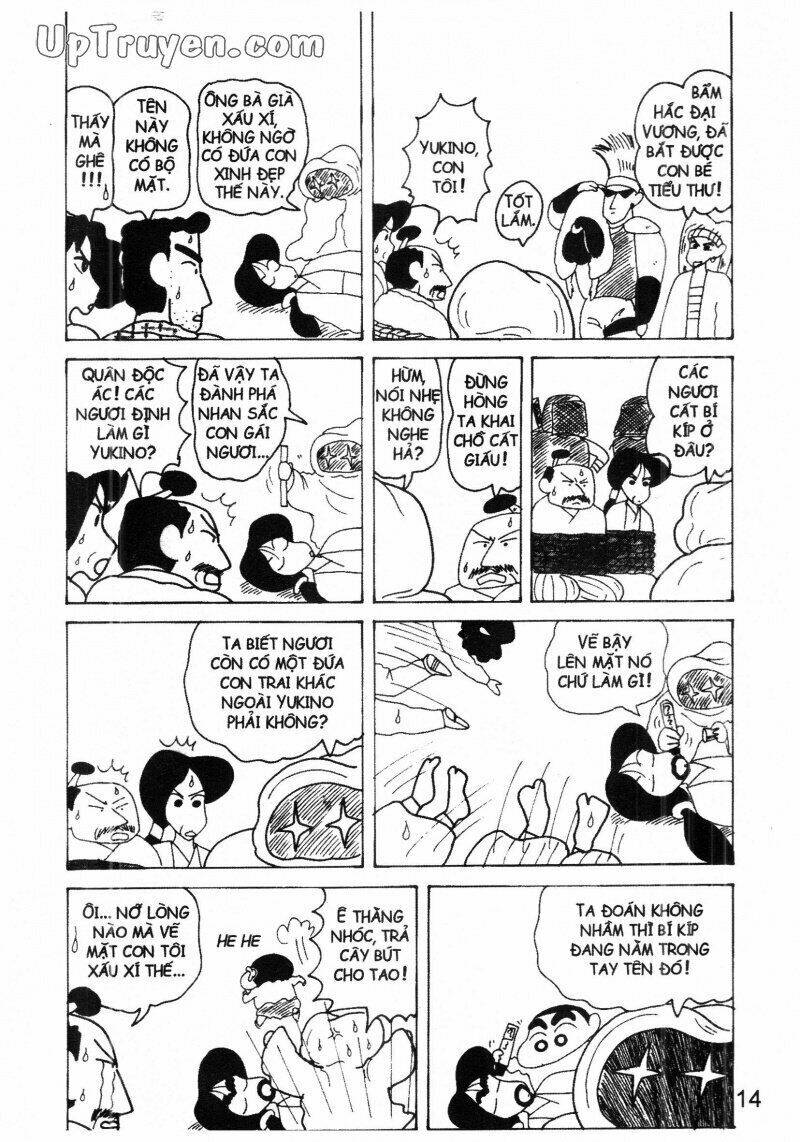 UpTruyen.com
BẨM
HẮC ĐẠI
VƯƠNG, ĐÃ
BẮT ĐƯỢC
CON BÉ
TIỂU THƯ!
TỐT
LẮM.
YUKINO,
CON
TÔI!
ÔNG BÀ GIÀ
XẤU XÍ,
KHÔNG NGỜ
CÓ ĐỨA CON
XINH ĐẸP
THẾ NÀY.
TÊN
NÀY
KHÔNG
CÓ BỘ
MẶT.
THẤY
MÀ
GHÊ
!!!
CÁC
NGƯƠI
CẤT BÍ
KÍP Ở
ĐÂU?
ĐỪNG
HÒNG
TA KHAI
CHỖ CẤT
GIẤU!
HỪM,
NÓI NHẸ
KHÔNG
NGHE
HẢ?
ĐÃ VẬY TA
ĐÀNH PHÁ
NHAN SẮC
CON GÁI
NGƯƠI...
QUÂN ĐỘC
ÁC! CÁC
NGƯƠI ĐỊNH
LÀM GÌ
YUKINO?
VẼ BẬY
LÊN MẶT NÓ
CHỨ LÀM GÌ!
TA BIẾT NGƯƠI
CÒN CÓ MỘT ĐỨA
CON TRAI KHÁC
NGOÀI YUKINO
PHẢI KHÔNG?
TA ĐOÁN KHÔNG
NHẦM THÌ BÍ KÍP
ĐANG NẰM TRONG
TAY TÊN ĐÓ!
Ê THẰNG
NHÓC, TRẢ
CÂY BÚT
CHO TAO!
HE HE
ÔI... NỠ LÒNG
NÀO MÀ VẼ
MẶT CON TÔI
XẤU XÍ THẾ...
14